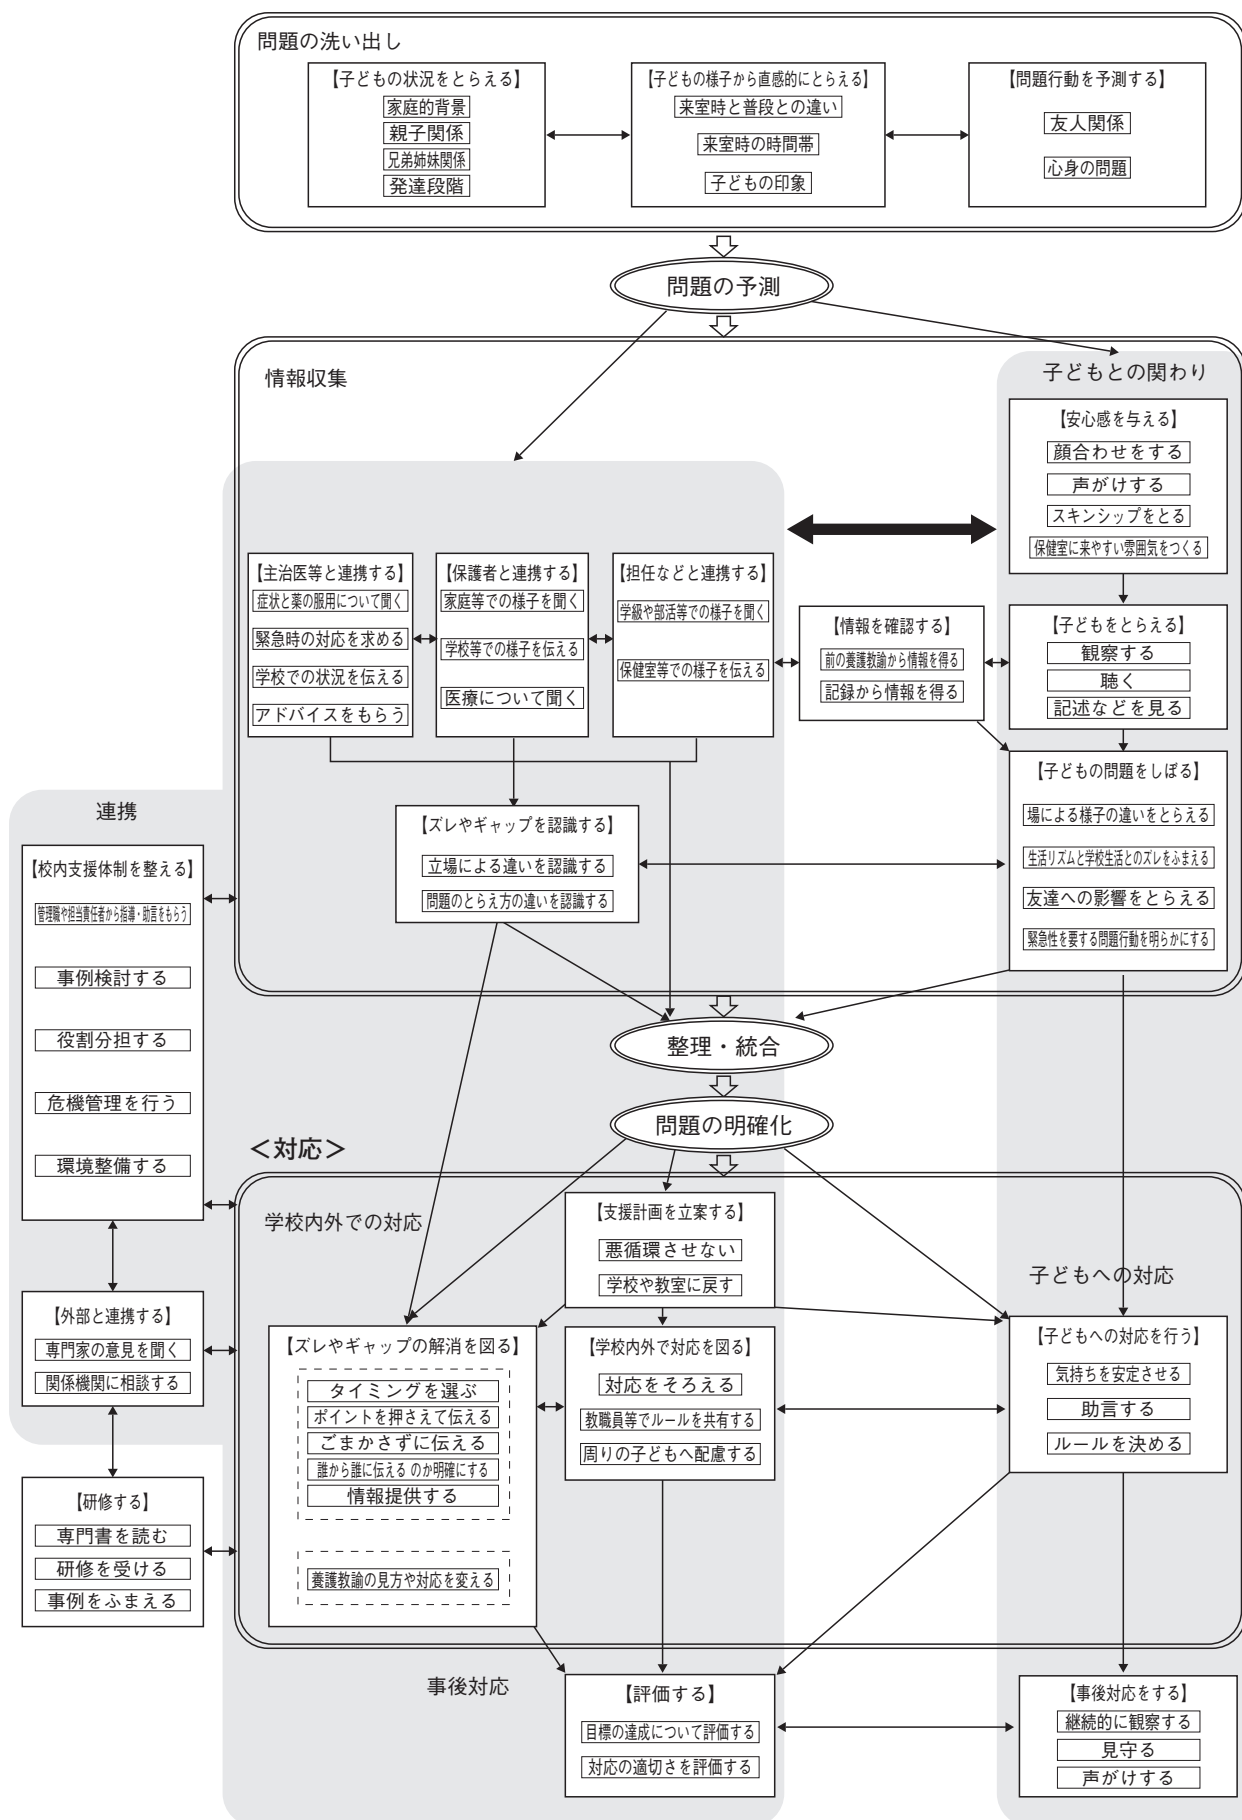 問題の洗い出し
【子どもの状況をとらえる】
家庭的背景
親子関係
兄弟姉妹関係
発達段階
【子どもの様子から直感的にとらえる】
来室時と普段との違い
来室時の時間帯
子どもの印象
【問題行動を予測する】
友人関係
心身の問題
問題の予測
情報収集
子どもとの関わり
【安心感を与える】
顔合わせをする
声がけする
スキンシップをとる
保健室に来やすい雰囲気をつくる
【主治医等と連携する】
症状と薬の服用について聞く
緊急時の対応を求める
学校での状況を伝える
アドバイスをもらう
【保護者と連携する】
家庭等での様子を聞く
学校等での様子を伝える
医療について聞く
【担任などと連携する】
学級や部活等での様子を聞く
保健室等での様子を伝える
【情報を確認する】
前の養護教諭から情報を得る
記録から情報を得る
【子どもをとらえる】
観察する
聴く
記述などを見る
【子どもの問題をしぼる】
場による様子の違いをとらえる
生活リズムと学校生活とのズレをふまえる
友達への影響をとらえる
緊急性を要する問題行動を明らかにする
【ズレやギャップを認識する】
立場による違いを認識する
問題のとらえ方の違いを認識する
連携
【校内支援体制を整える】
管理職や担当責任者から指導・助言をもらう
事例検討する
役割分担する
危機管理を行う
環境整備する
整理・統合
問題の明確化
<対応>
学校内外での対応
【支援計画を立案する】
悪循環させない
学校や教室に戻す
子どもへの対応
【外部と連携する】
専門家の意見を聞く
関係機関に相談する
【ズレやギャップの解消を図る】
タイミングを選ぶ
ポイントを押さえて伝える
ごまかさずに伝える
誰から誰に伝える のか明確にする
情報提供する
養護教諭の見方や対応を変える
【学校内外で対応を図る】
対応をそろえる
教職員等でルールを共有する
周りの子どもへ配慮する
【子どもへの対応を行う】
気持ちを安定させる
助言する
ルールを決める
【研修する】
専門書を読む
研修を受ける
事例をふまえる
事後対応
【評価する】
目標の達成について評価する
対応の適切さを評価する
【事後対応をする】
継続的に観察する
見守る
声がけする